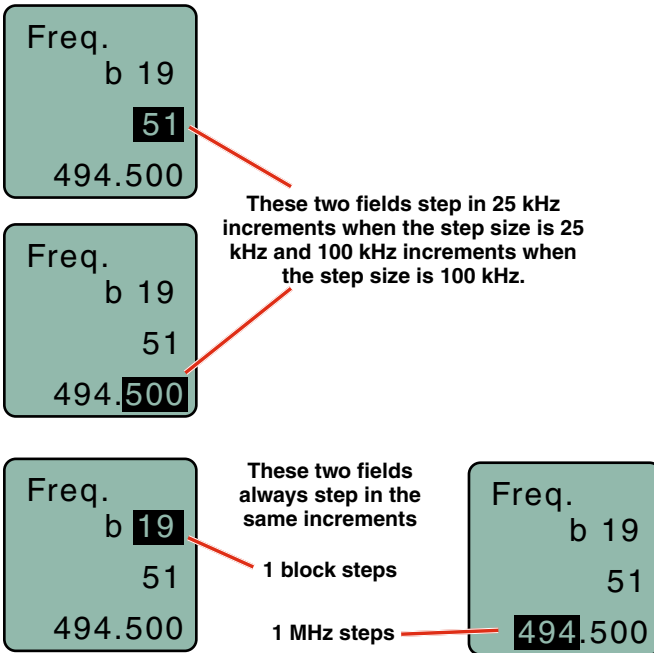 Freq.
b 19
51
494.500
These two fields step in 25 kHz
increments when the step size is 25
kHz and 100 kHz increments when
the step size is 100 kHz.
Freq.
b 19
51
494.500
Freq.
b 19
51
494.500
These two fields
always step in the
same increments
1 block steps
1 MHz steps
Freq.
b 19
51
494.500